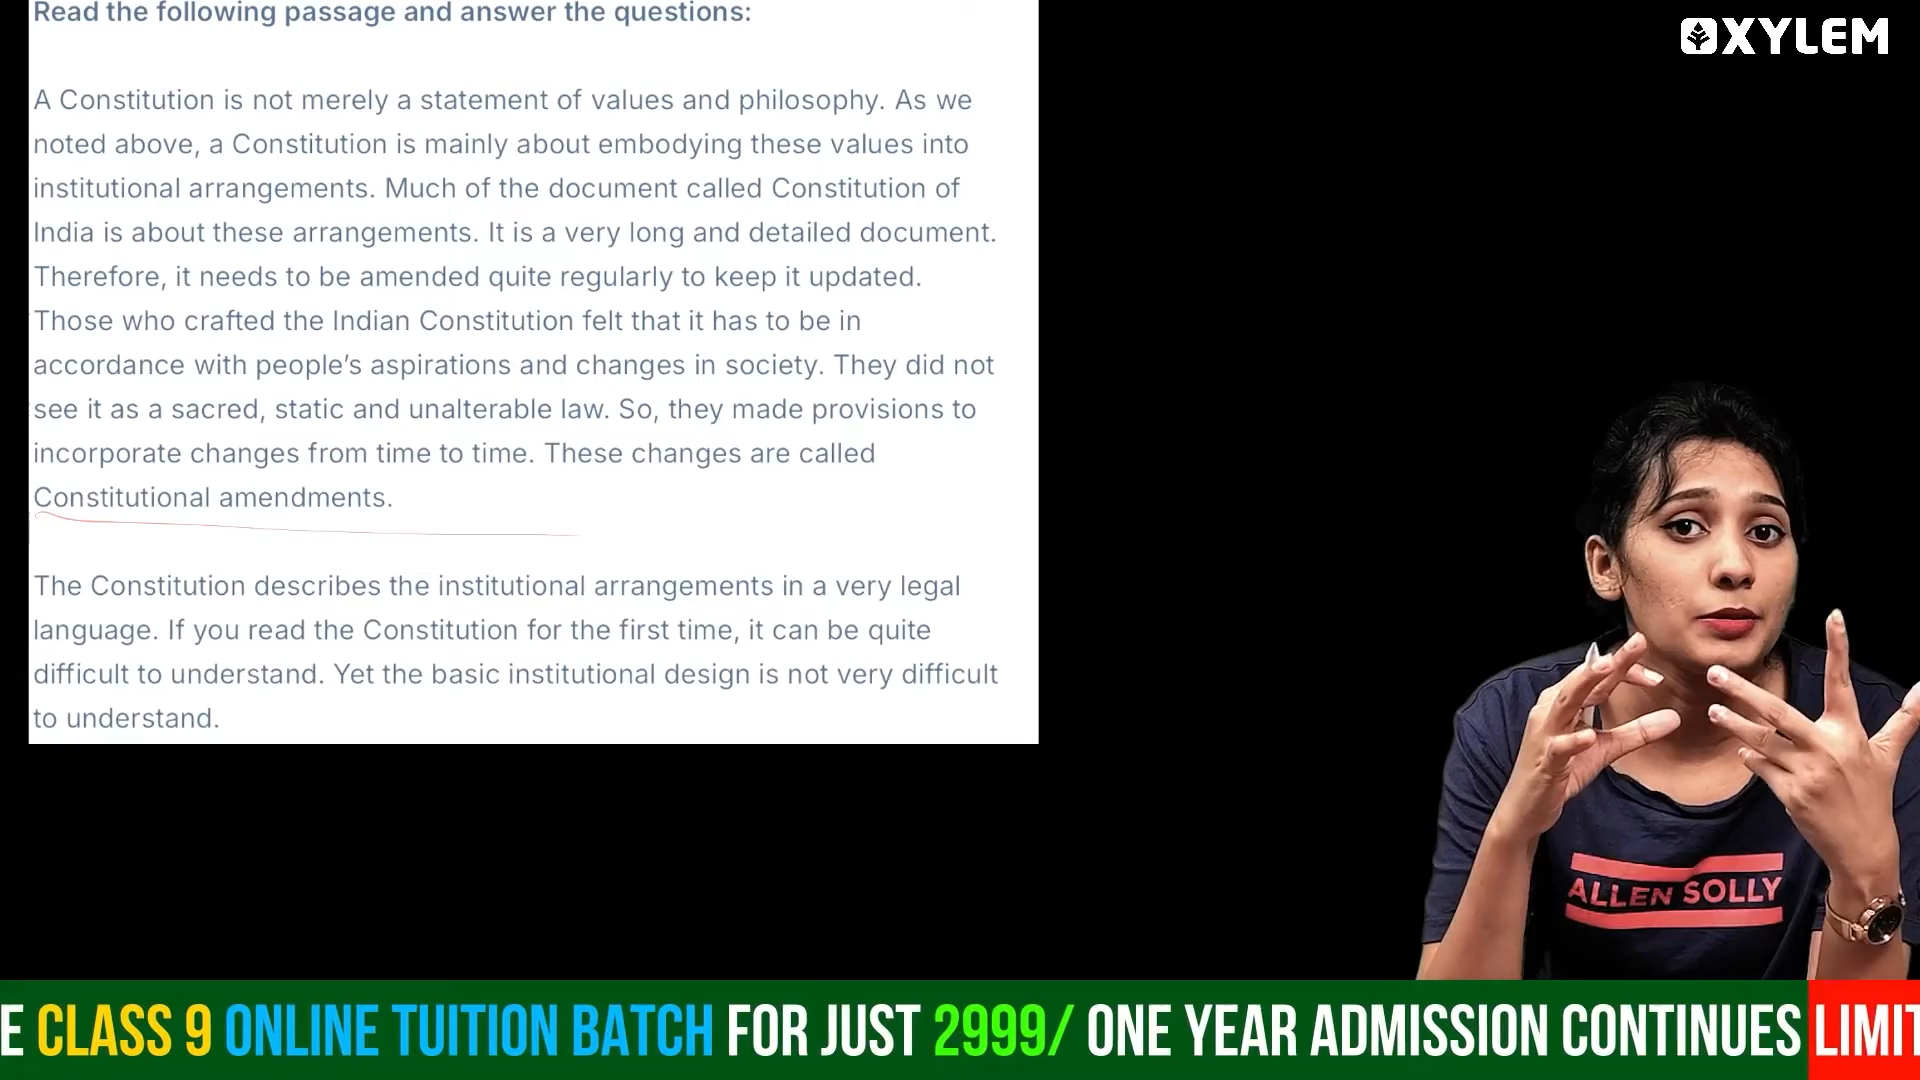 Read the following passage and answer the questions:
XYLEM
A Constitution is not merely a statement of values and philosophy. As we
noted above, a Constitution is mainly about embodying these values into
institutional arrangements. Much of the document called Constitution of
India is about these arrangements. It is a very long and detailed document.
Therefore, it needs to be amended quite regularly to keep it updated.
Those who crafted the Indian Constitution felt that it has to be in
accordance with people’s aspirations and changes in society. They did not
see it as a sacred, static and unalterable law. So, they made provisions to
incorporate changes from time to time. These changes are called
Constitutional amendments.
The Constitution describes the institutional arrangements in a very legal
language. If you read the Constitution for the first time, it can be quite
difficult to understand. Yet the basic institutional design is not very difficult
to understand.
ALLEN SOLLY
E CLASS 9 ONLINE TUITION BATCH FOR JUST 2999/ ONE YEAR ADMISSION CONTINUES LIMIT